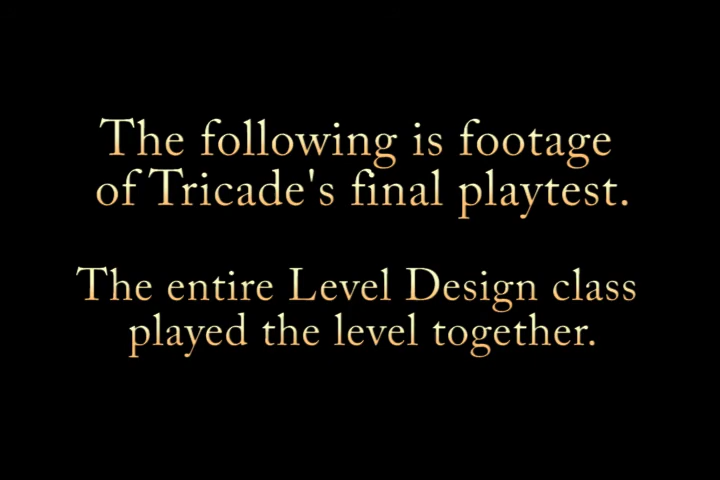 The following is footage
of Tricade's final playtest.
The entire Level Design class
played the level together.